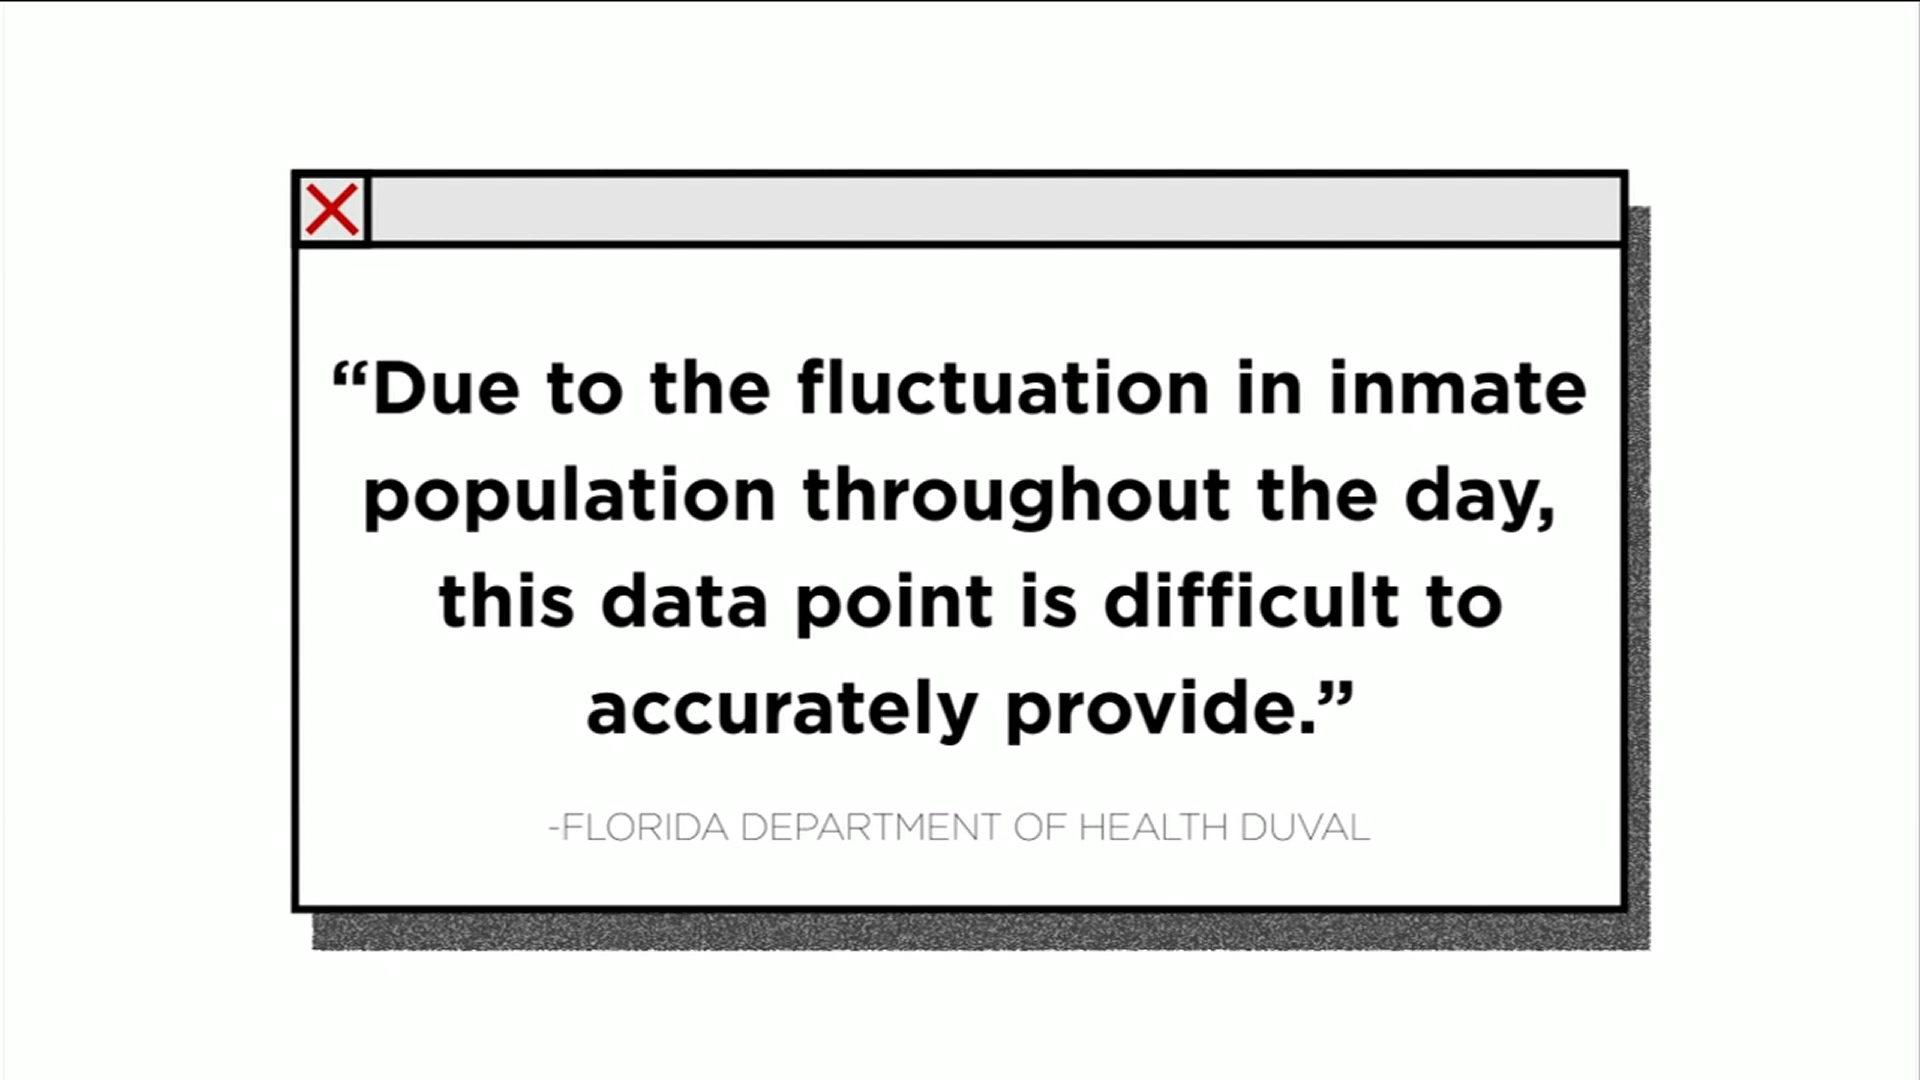 “Due to the fluctuation in inmate
population throughout the day,
this data point is difficult to
accurately provide.”
-FLORIDA DEPARTMENT OF HEALTH DUVAL